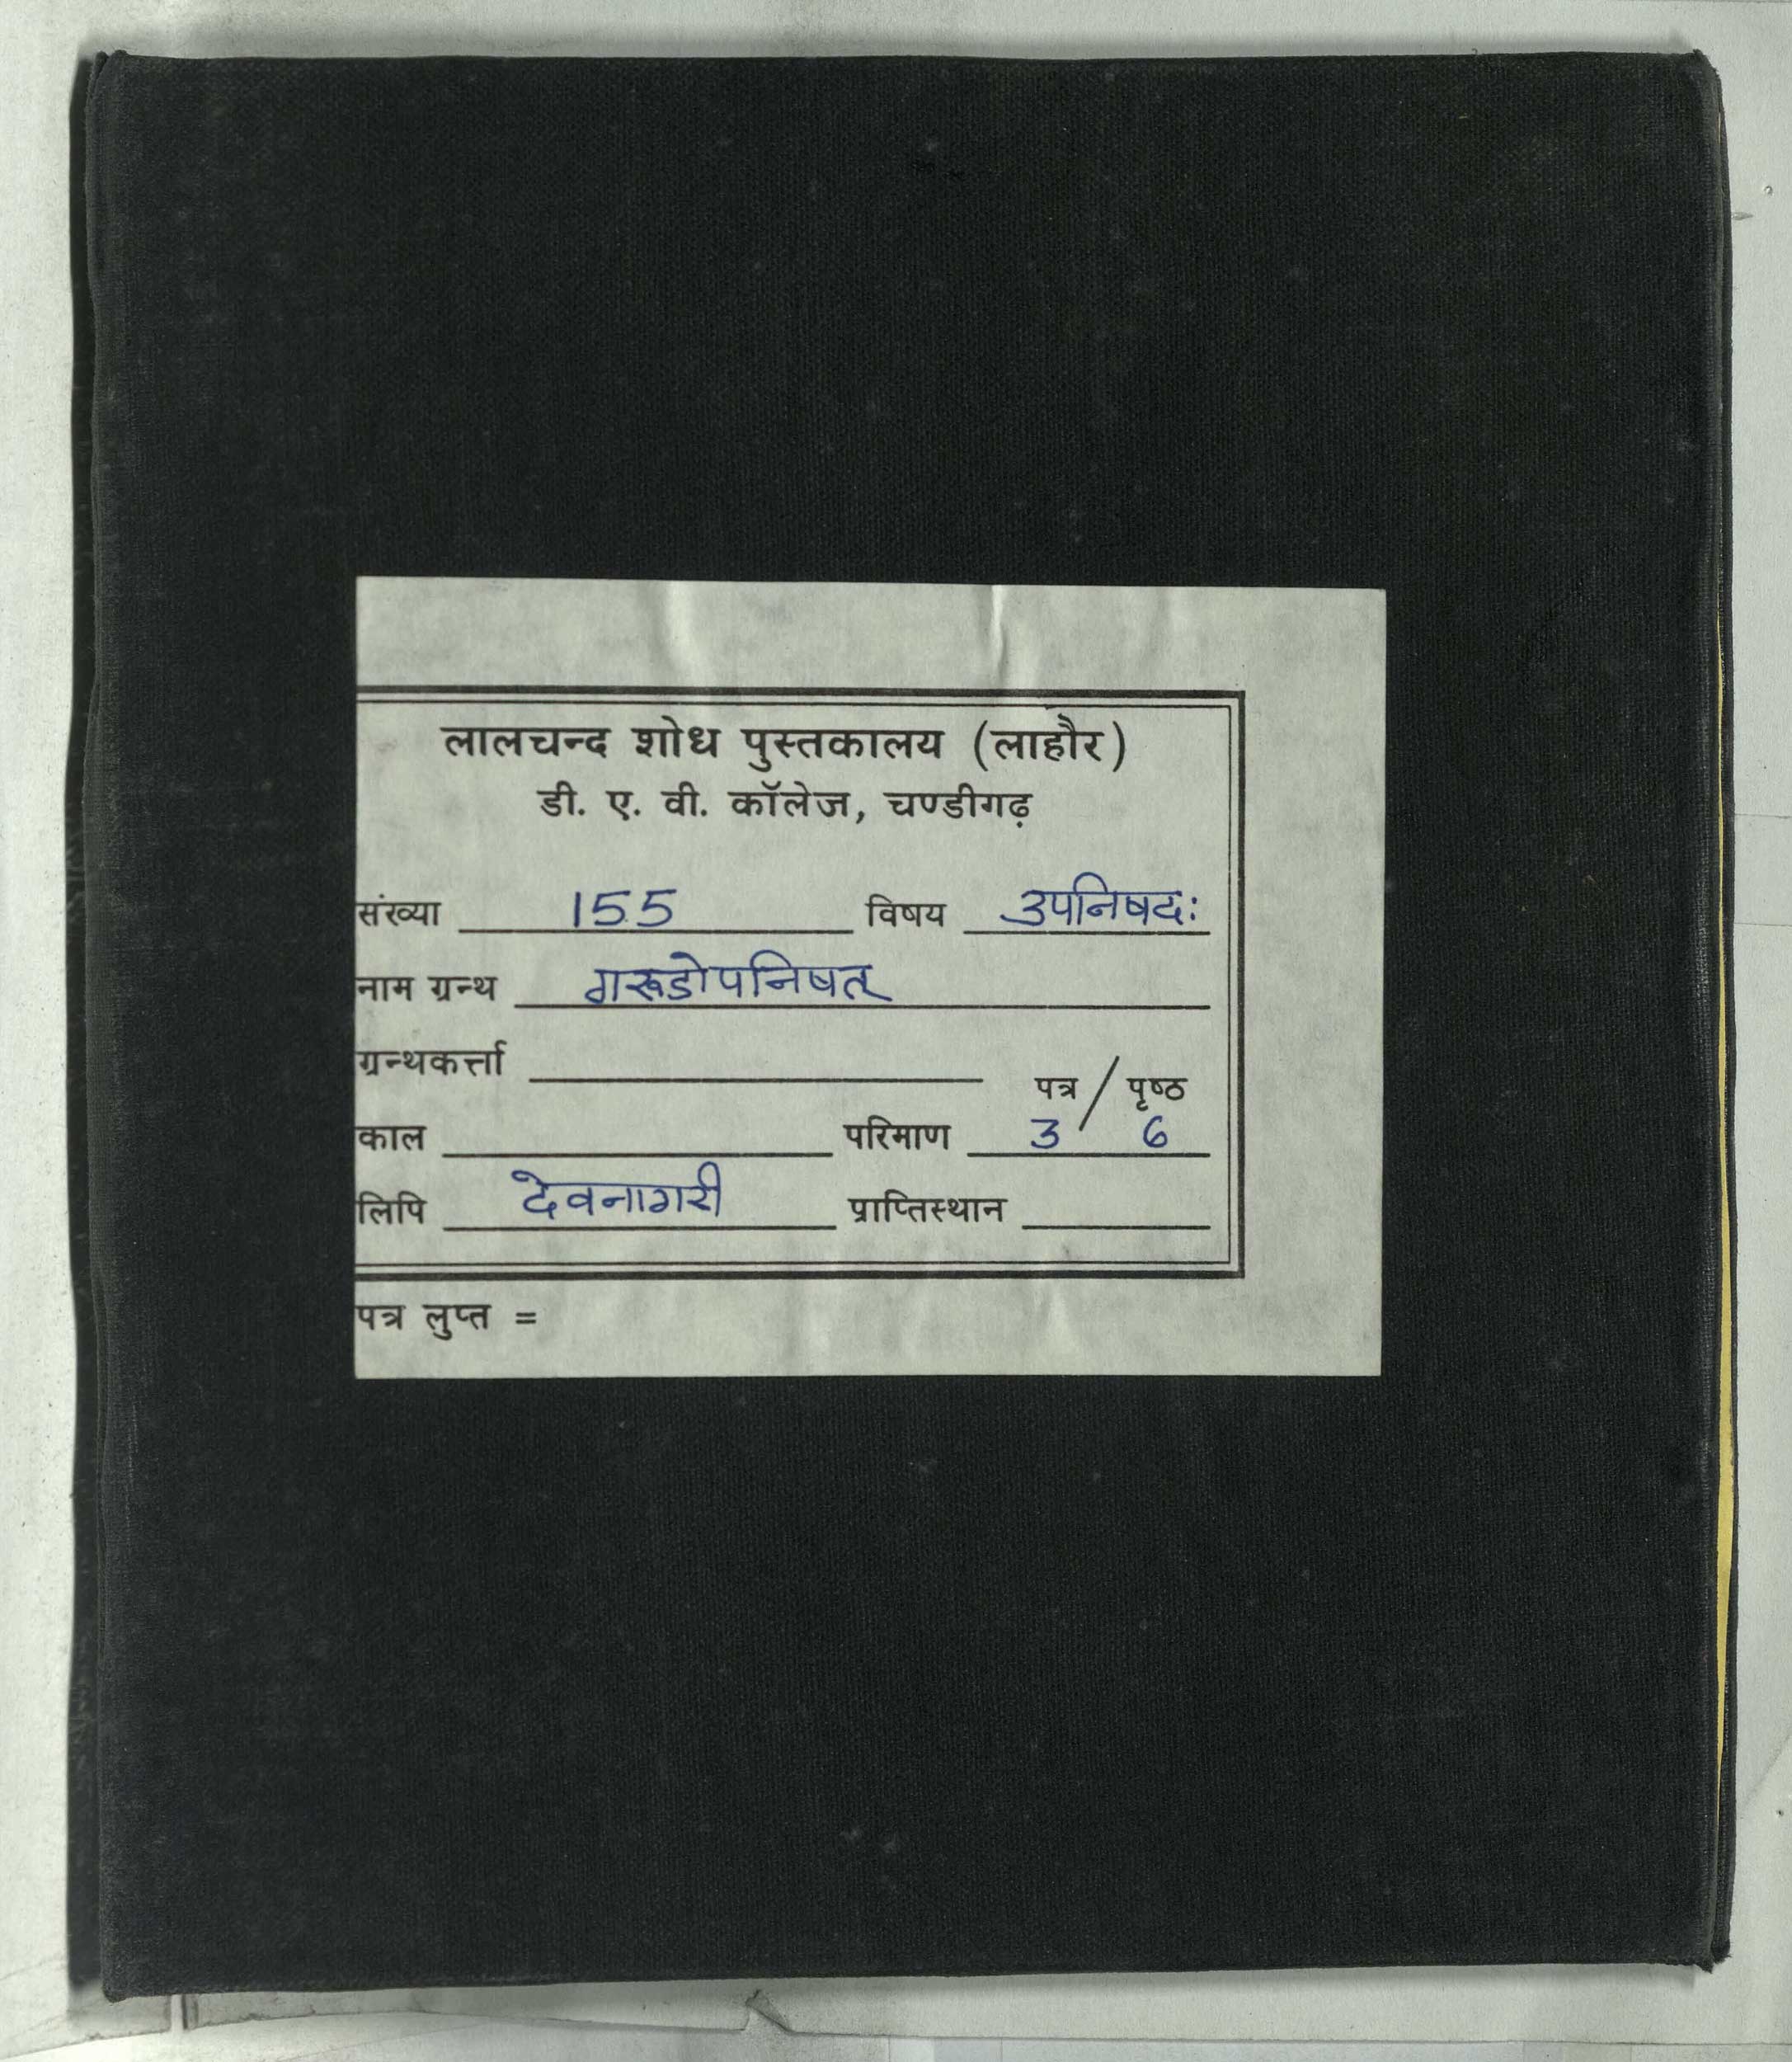 लालचन्द शोध पुस्तकालय (लाहौर)
डी. ए. वी. कॉलेज, चण्डीगढ़
संख्या 155 विषय उपनिषदः
नाम ग्रन्थ गरूडोपनिषत्
ग्रन्थकर्त्ता
पत्र / पृष्ठ
काल परिमाण 3 / 6
लिपि देवनागरी प्राप्तिस्थान
पत्र लुप्त =